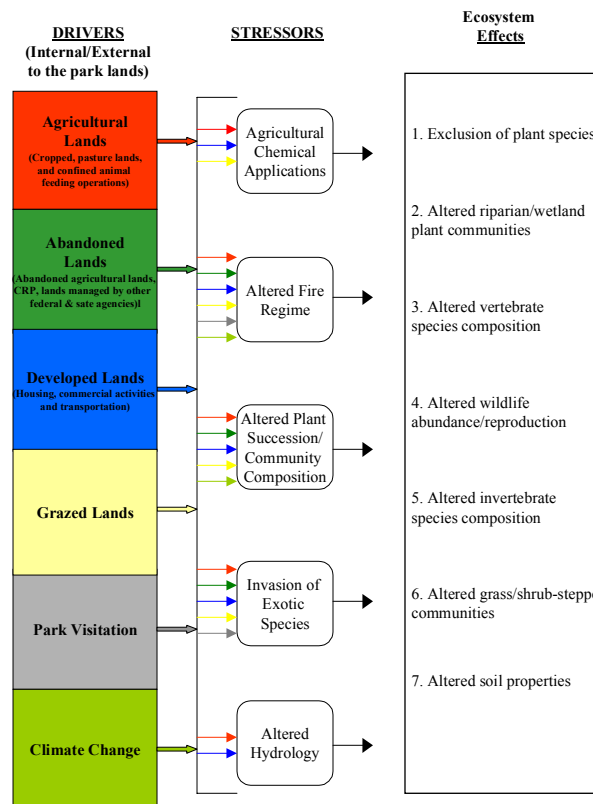 DRIVERS
(Internal/External
to the park lands)
Agricultural
Lands
(Cropped, pasture lands,
and confined animal
feeding operations)
Abandoned
Lands
(Abandoned agricultural lands,
CRP, lands managed by other
federal & sate agencies)l
Developed Lands
(Housing, commercial activities
and transportation)
Grazed Lands
Park Visitation
Climate Change
STRESSORS
Agricultural
Chemical
Applications
Altered Fire
Regime
Altered Plant
Succession/
Community
Composition
Invasion of
Exotic
Species
Altered
Hydrology
Ecosystem
Effects
1. Exclusion of plant species
2. Altered riparian/wetland
plant communities
3. Altered vertebrate
species composition
4. Altered wildlife
abundance/reproduction
5. Altered invertebrate
species composition
6. Altered grass/shrub-steppe
communities
7. Altered soil properties